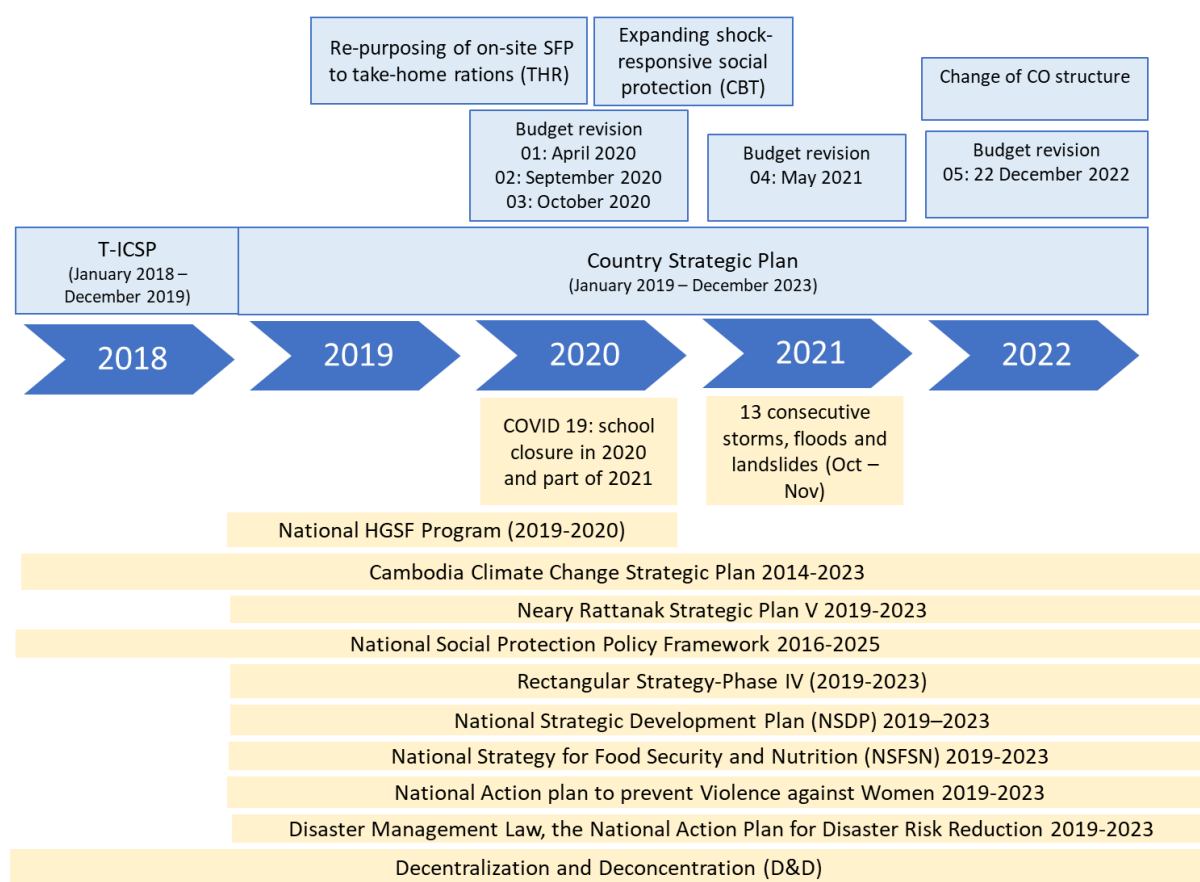 Re-purposing of on-site SFP
to take-home rations (THR)
Expanding shock-
responsive social
protection (CBT)
Change of CO structure
Budget revision
01: April 2020
02: September 2020
03: October 2020
Budget revision
04: May 2021
Budget revision
05: 22 December 2022
T-ICSP
(January 2018 –
December 2019)
Country Strategic Plan
(January 2019 – December 2023)
2018
2019
2020
2021
2022
COVID 19: school
closure in 2020
and part of 2021
13 consecutive
storms, floods and
landslides (Oct –
Nov)
National HGSF Program (2019-2020)
Cambodia Climate Change Strategic Plan 2014-2023
Neary Rattanak Strategic Plan V 2019-2023
National Social Protection Policy Framework 2016-2025
Rectangular Strategy-Phase IV (2019-2023)
National Strategic Development Plan (NSDP) 2019–2023
National Strategy for Food Security and Nutrition (NSFSN) 2019-2023
National Action plan to prevent Violence against Women 2019-2023
Disaster Management Law, the National Action Plan for Disaster Risk Reduction 2019-2023
Decentralization and Deconcentration (D&D)